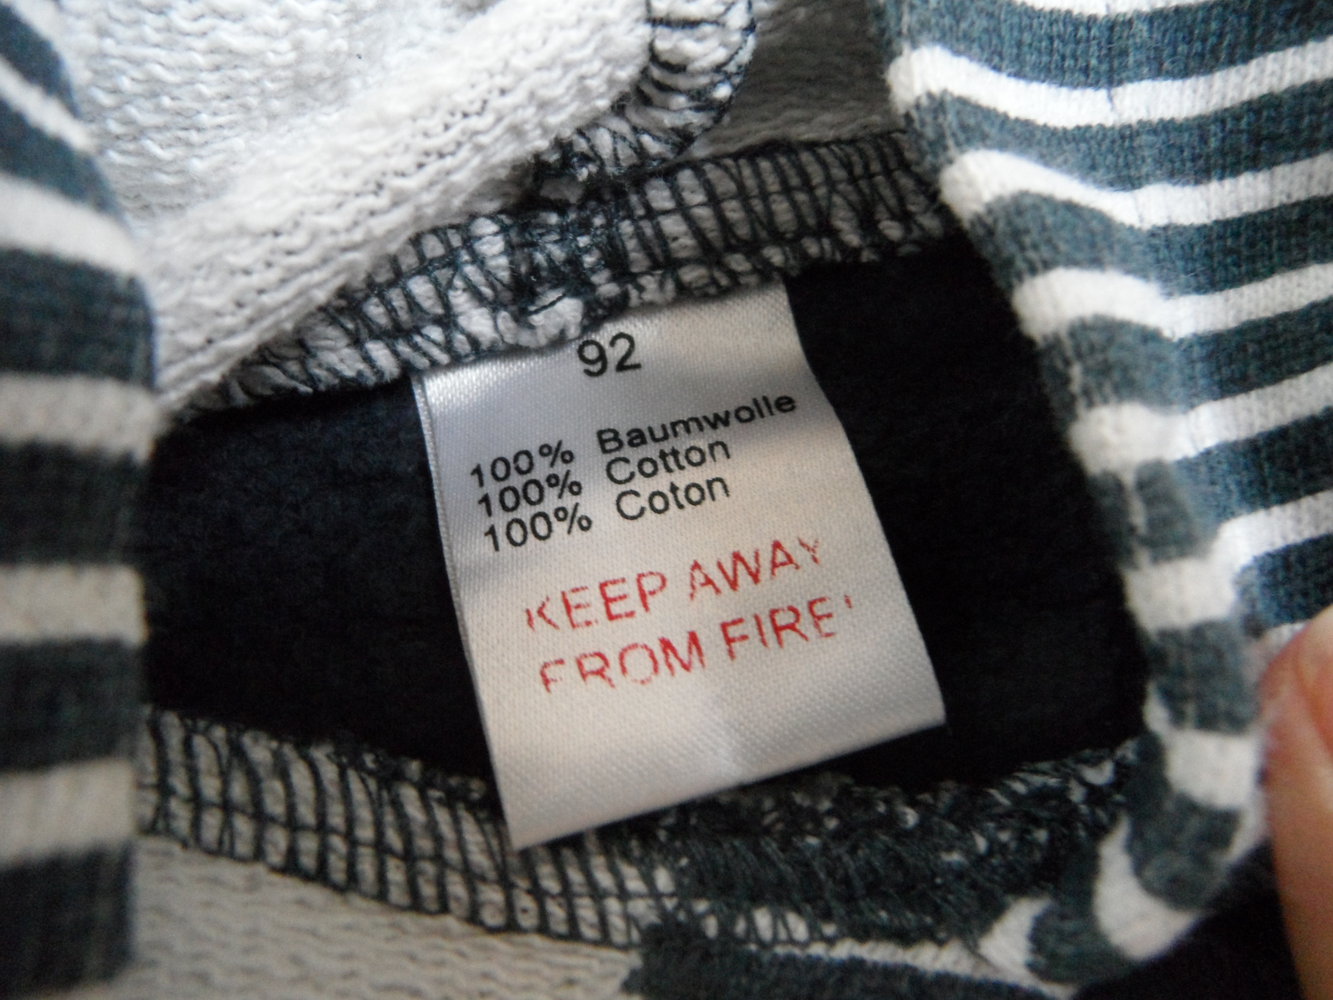 92
100% Baumwolle
100% Cotton
100% Coton
KEEP AWAY
FROM FIRE!